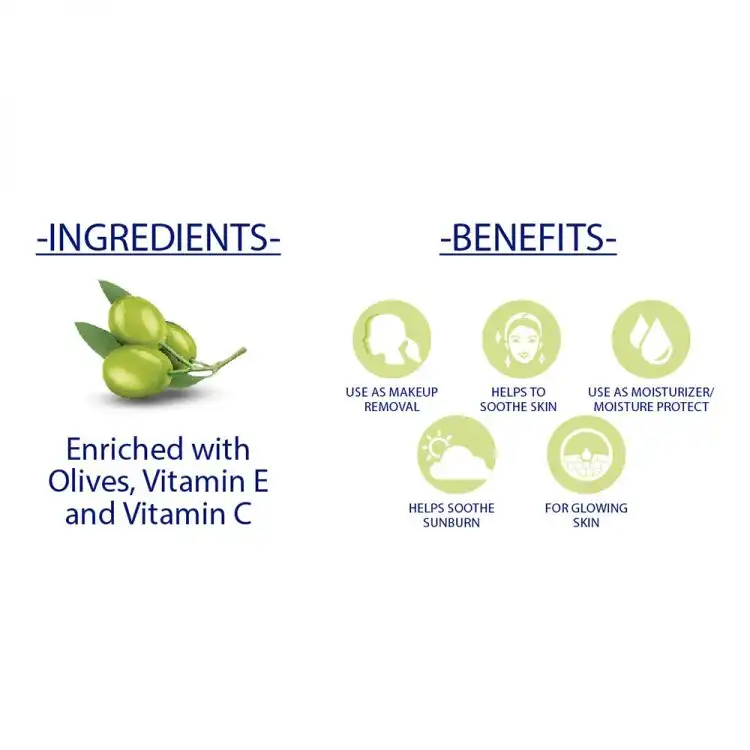 -INGREDIENTS-
Enriched with
Olives, Vitamin E
and Vitamin C
-BENEFITS-
USE AS MAKEUP
REMOVAL
HELPS TO
SOOTHE SKIN
USE AS MOISTURIZER/
MOISTURE PROTECT
HELPS SOOTHE
SUNBURN
FOR GLOWING
SKIN